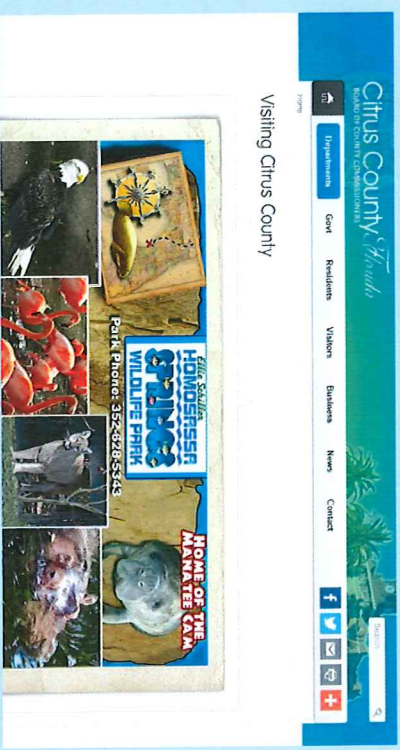 Citrus County Florida
BOARD OF COUNTY COMMISSIONERS
Search
Departments Govt Residents Visitors Business News Contact
Home
Visiting Citrus County
Ellie Schiller
HOMOSASSA
SPRINGS
WILDLIFE PARK
Park Phone: 352-628-5343
HOME OF THE
MANATEE CAM